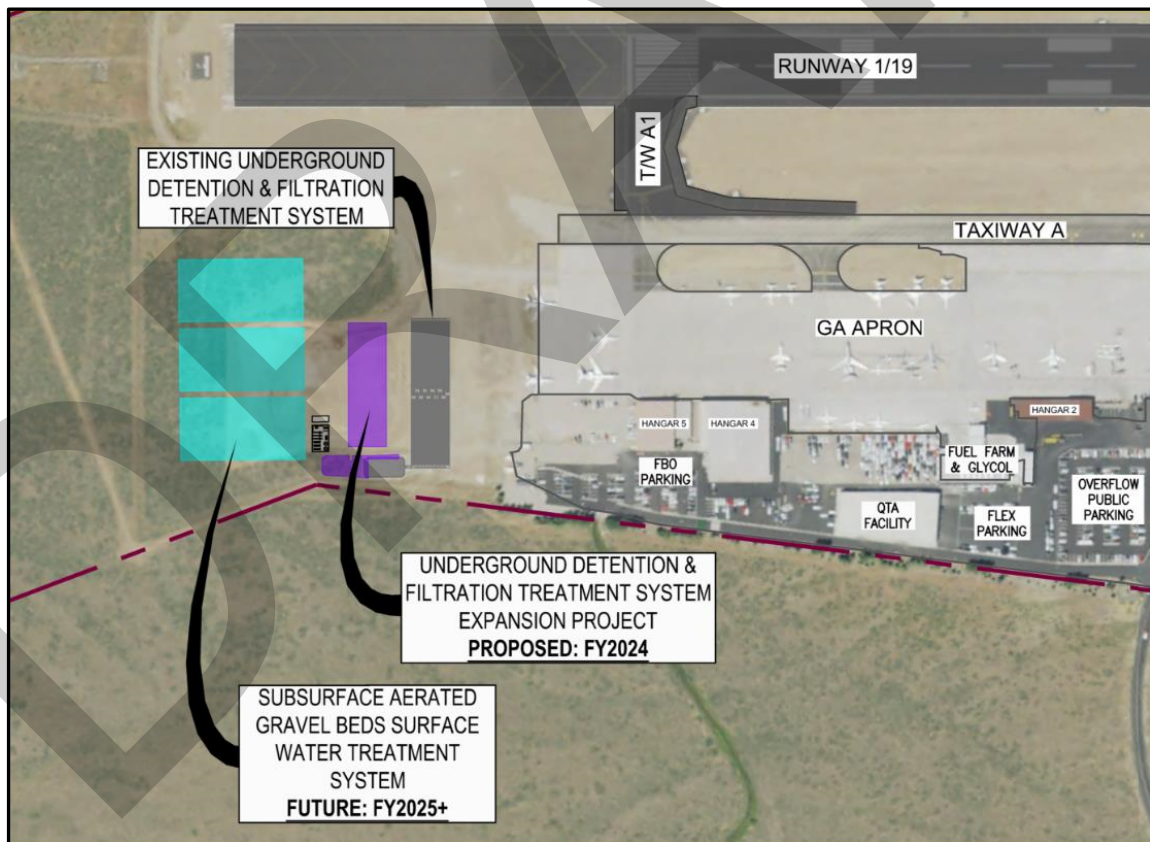 RUNWAY 1/19
T/W A1
EXISTING UNDERGROUND
DETENTION & FILTRATION
TREATMENT SYSTEM
TAXIWAY A
GA APRON
HANGAR 5
HANGAR 4
HANGAR 2
FBO
PARKING
FUEL FARM
& GLYCOL
QTA
FACILITY
FLEX
PARKING
OVERFLOW
PUBLIC
PARKING
UNDERGROUND DETENTION &
FILTRATION TREATMENT SYSTEM
EXPANSION PROJECT
PROPOSED: FY2024
SUBSURFACE AERATED
GRAVEL BEDS SURFACE
WATER TREATMENT
SYSTEM
FUTURE: FY2025+
DRAFT